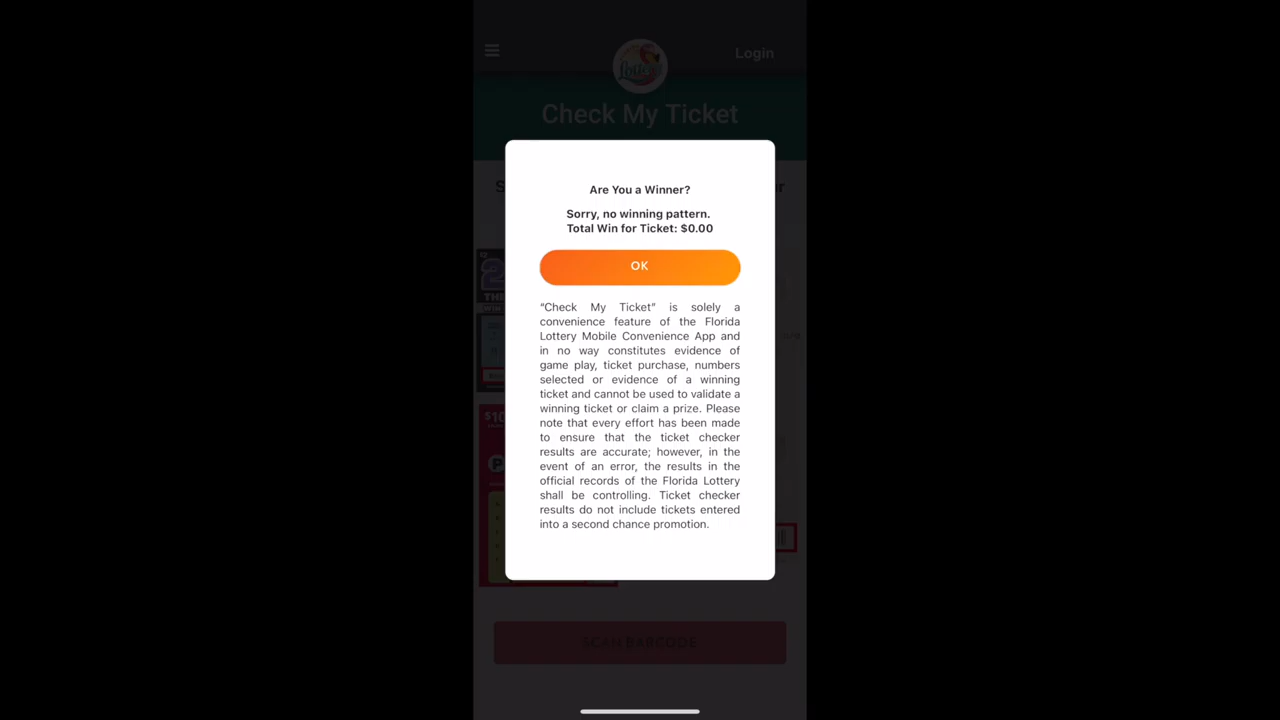 Login
Lottery
Check My Ticket
Are You a Winner?
Sorry, no winning pattern.
Total Win for Ticket: $0.00
OK
“Check My Ticket” is solely a
convenience feature of the Florida
Lottery Mobile Convenience App and
in no way constitutes evidence of
game play, ticket purchase, numbers
selected or evidence of a winning
ticket and cannot be used to validate a
winning ticket or claim a prize. Please
note that every effort has been made
to ensure that the ticket checker
results are accurate; however, in the
event of an error, the results in the
official records of the Florida Lottery
shall be controlling. Ticket checker
results do not include tickets entered
into a second chance promotion.
SCAN BARCODE